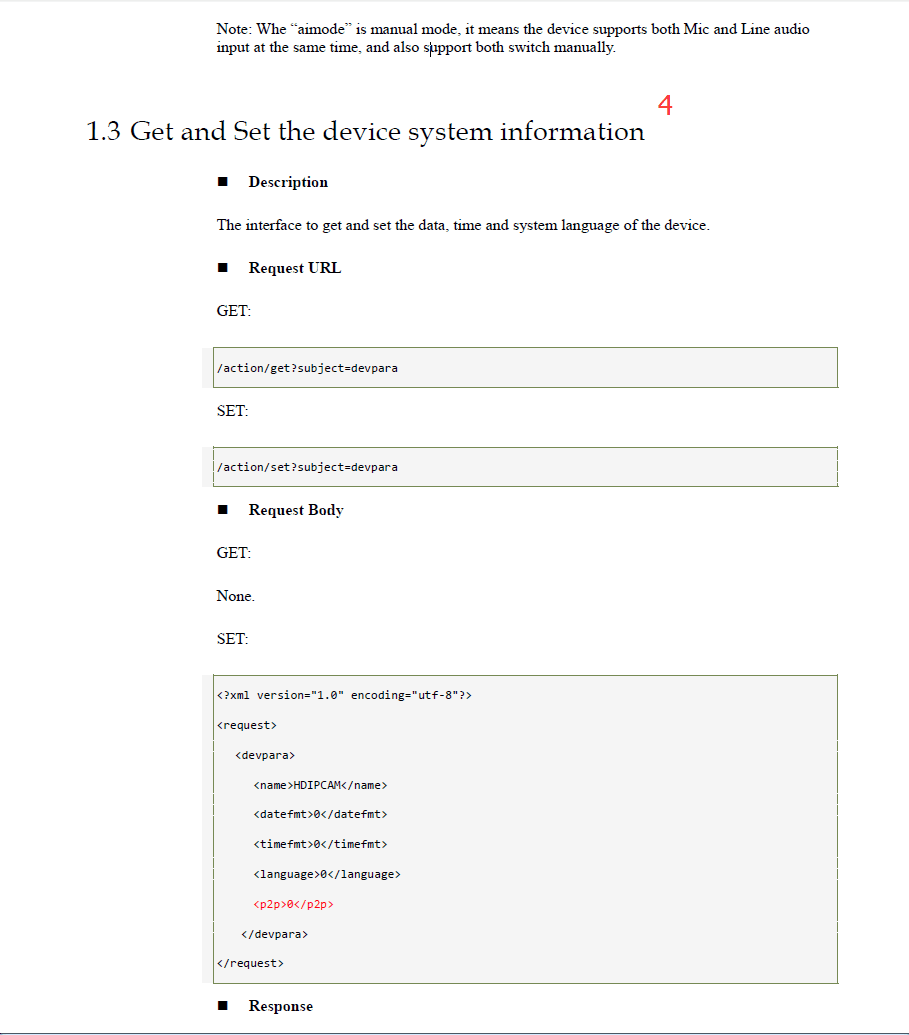 Note: Whe “aimode” is manual mode, it means the device supports both Mic and Line audio
input at the same time, and also support both switch manually.
4
1.3 Get and Set the device system information
■ Description
The interface to get and set the data, time and system language of the device.
■ Request URL
GET:
/action/get?subject=devpara
SET:
/action/set?subject=devpara
■ Request Body
GET:
None.
SET:
<?xml version="1.0" encoding="utf-8"?>
<request>
<devpara>
<name>HDIPCAM</name>
<datefmt>0</datefmt>
<timefmt>0</timefmt>
<language>0</language>
<p2p>0</p2p>
</devpara>
</request>
■ Response